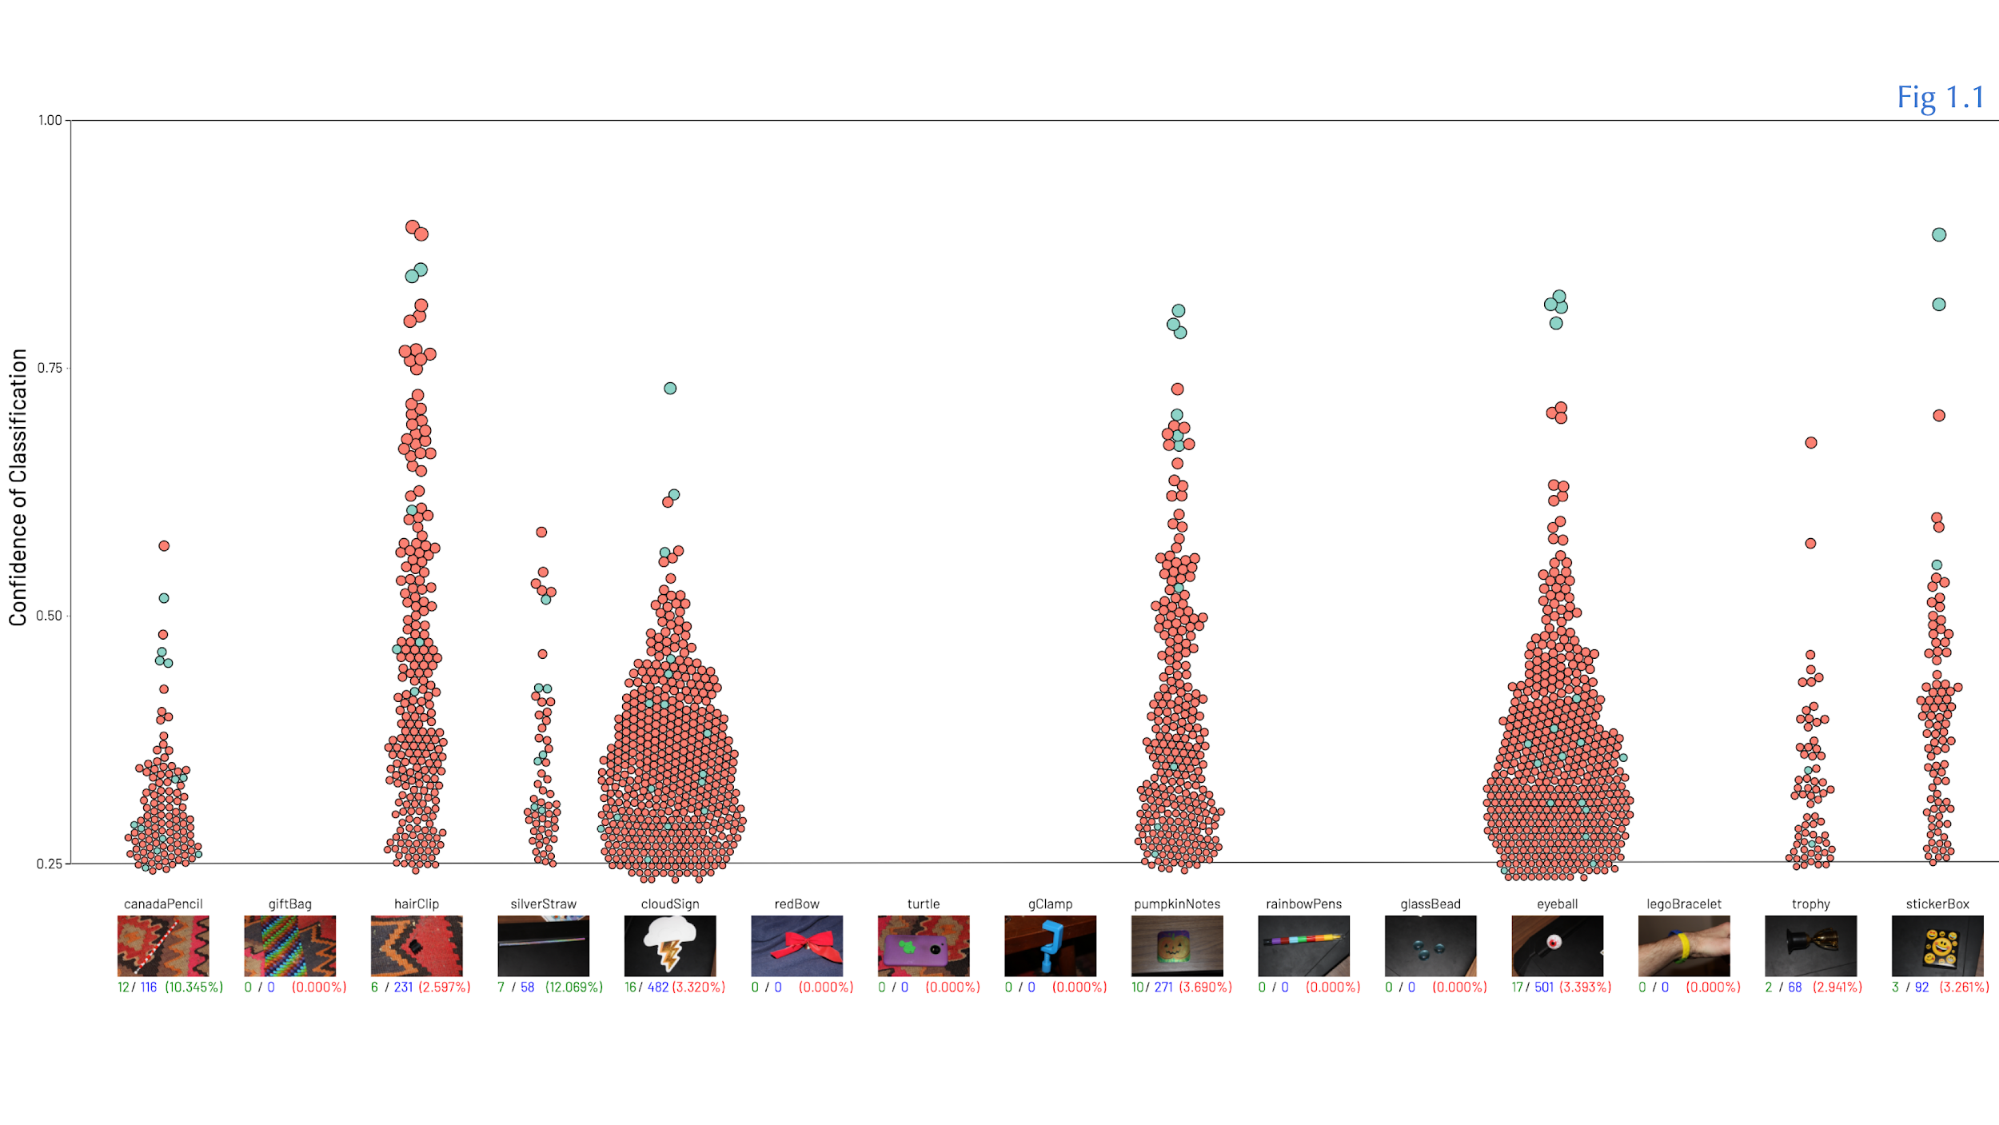 Fig 1.1
1.00
0.75
0.50
0.25
Confidence of Classification
canadaPencil giftBag hairClip silverStraw cloudSign redBow turtle gClamp pumpkinNotes rainbowPens glassBead eyeball legoBracelet trophy stickerBox
12/ 116 (10.345%) 0 / 0 (0.000%) 6 / 231 (2.597%) 7 / 58 (12.069%) 16/ 482 (3.320%) 0 / 0 (0.000%) 0 / 0 (0.000%) 0 / 0 (0.000%) 10/ 271 (3.690%) 0 / 0 (0.000%) 0 / 0 (0.000%) 17/ 501 (3.393%) 0 / 0 (0.000%) 2 / 68 (2.941%) 3 / 92 (3.261%)